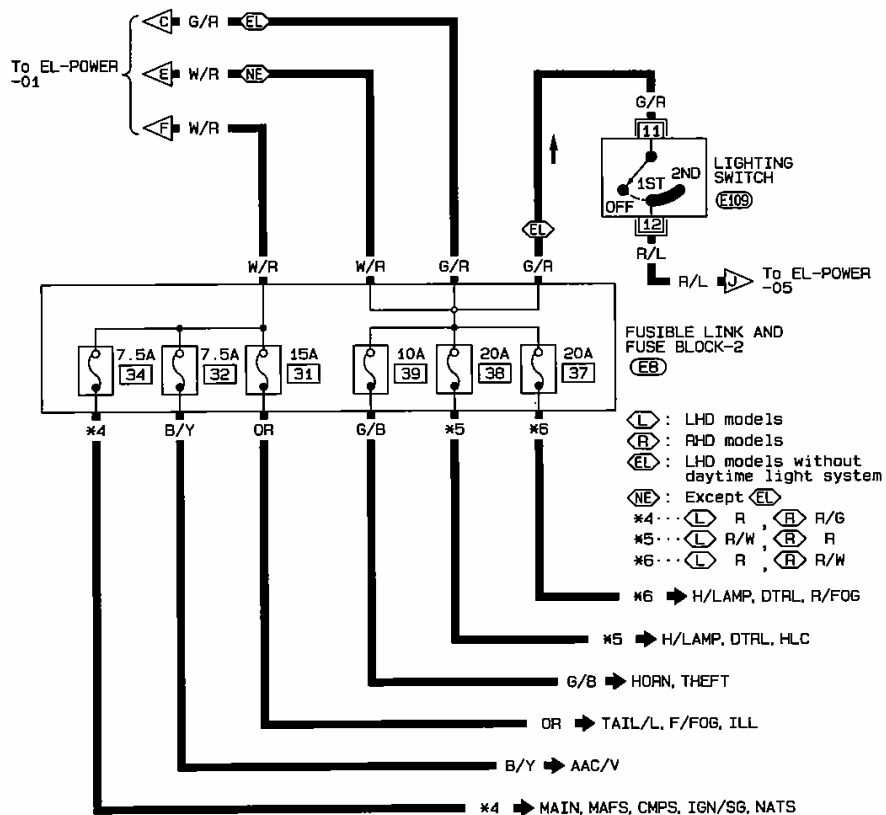 C G/R EL
To EL-POWER
-01
E W/R NE
F W/R
G/R
11
LIGHTING
SWITCH
E109
1ST 2ND
OFF
12
EL
R/L
R/L J To EL-POWER
-05
W/R W/R G/R G/R
FUSIBLE LINK AND
FUSE BLOCK-2
E8
7.5A 7.5A 15A 10A 20A 20A
34 32 31 39 38 37
*4 B/Y OR G/B *5 *6
L : LHD models
R : RHD models
EL : LHD models without
daytime light system
NE : Except EL
*4··· L R , R R/G
*5··· L R/W, R R
*6··· L R , R R/W
*6 H/LAMP, DTRL, R/FOG
*5 H/LAMP, DTRL, HLC
G/B HORN, THEFT
OR TAIL/L, F/FOG, ILL
B/Y AAC/V
*4 MAIN, MAFS, CMPS, IGN/SG, NATS